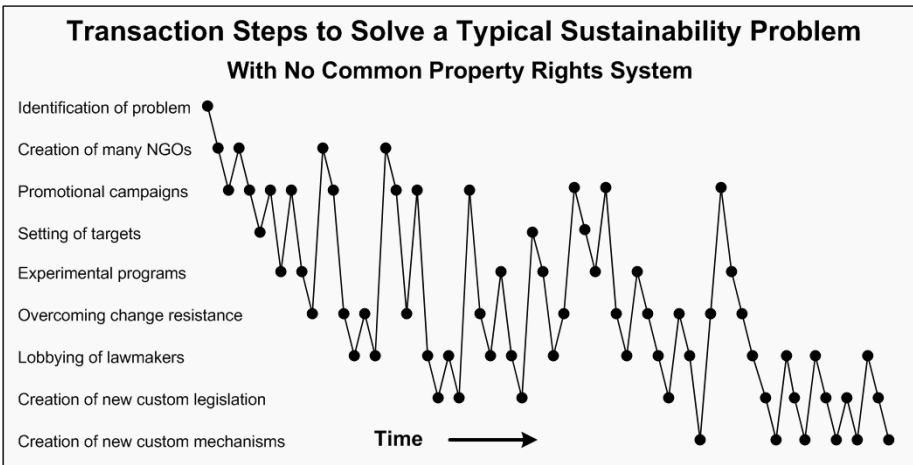 Transaction Steps to Solve a Typical Sustainability Problem
With No Common Property Rights System
Identification of problem
Creation of many NGOs
Promotional campaigns
Setting of targets
Experimental programs
Overcoming change resistance
Lobbying of lawmakers
Creation of new custom legislation
Creation of new custom mechanisms
Time